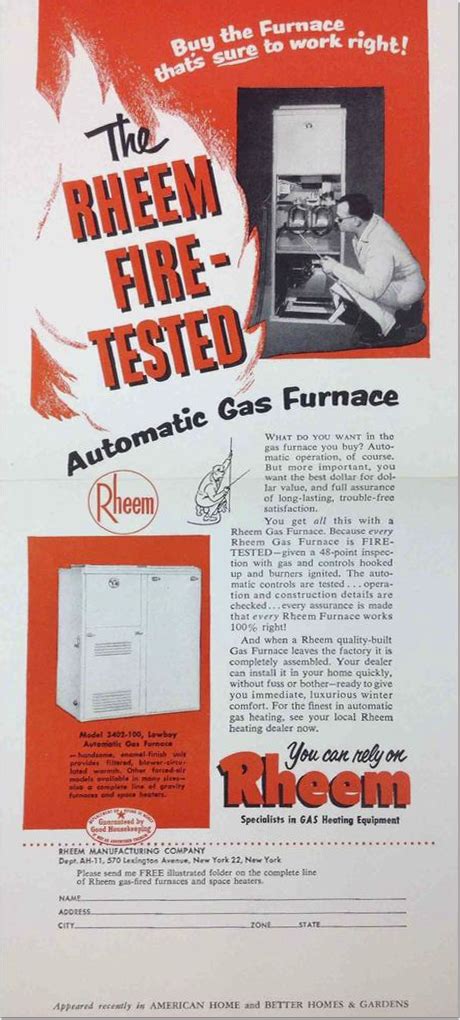 Buy the Furnace
that's sure to work right!
The
RHEEM
FIRE-
TESTED
Automatic Gas Furnace
Rheem
WHAT DO YOU WANT in the
gas furnace you buy? Auto-
matic operation, of course.
But more important, you
want the best dollar for dol-
lar value, and full assurance
of long-lasting, trouble-free
satisfaction.
You get all this with a
Rheem Gas Furnace. Because every
Rheem Gas Furnace is FIRE-
TESTED—given a 48-point inspec-
tion with gas and controls hooked
up and burners ignited. The auto-
matic controls are tested . . . opera-
tion and construction details are
checked . . . every assurance is made
that every Rheem Furnace works
100% right!
And when a Rheem quality-built
Gas Furnace leaves the factory it is
completely assembled. Your dealer
can install it in your home quickly,
without fuss or bother—ready to give
you immediate, luxurious winter
comfort. For the finest in automatic
gas heating, see your local Rheem
heating dealer now.
Model 3402-100, Lowboy
Automatic Gas Furnace
—handsome, enamel-finish unit
provides filtered, blower-circu-
lated warmth. Other forced-air
models available in many sizes—
also a complete line of gravity
furnaces and space heaters.
Guaranteed by
Good Housekeeping
You can rely on
Rheem
Specialists in GAS Heating Equipment
RHEEM MANUFACTURING COMPANY
Dept. AH-11, 570 Lexington Avenue, New York 22, New York
Please send me FREE illustrated folder on the complete line
of Rheem gas-fired furnaces and space heaters.
NAME
ADDRESS
CITY ZONE STATE
Appeared recently in AMERICAN HOME and BETTER HOMES & GARDENS